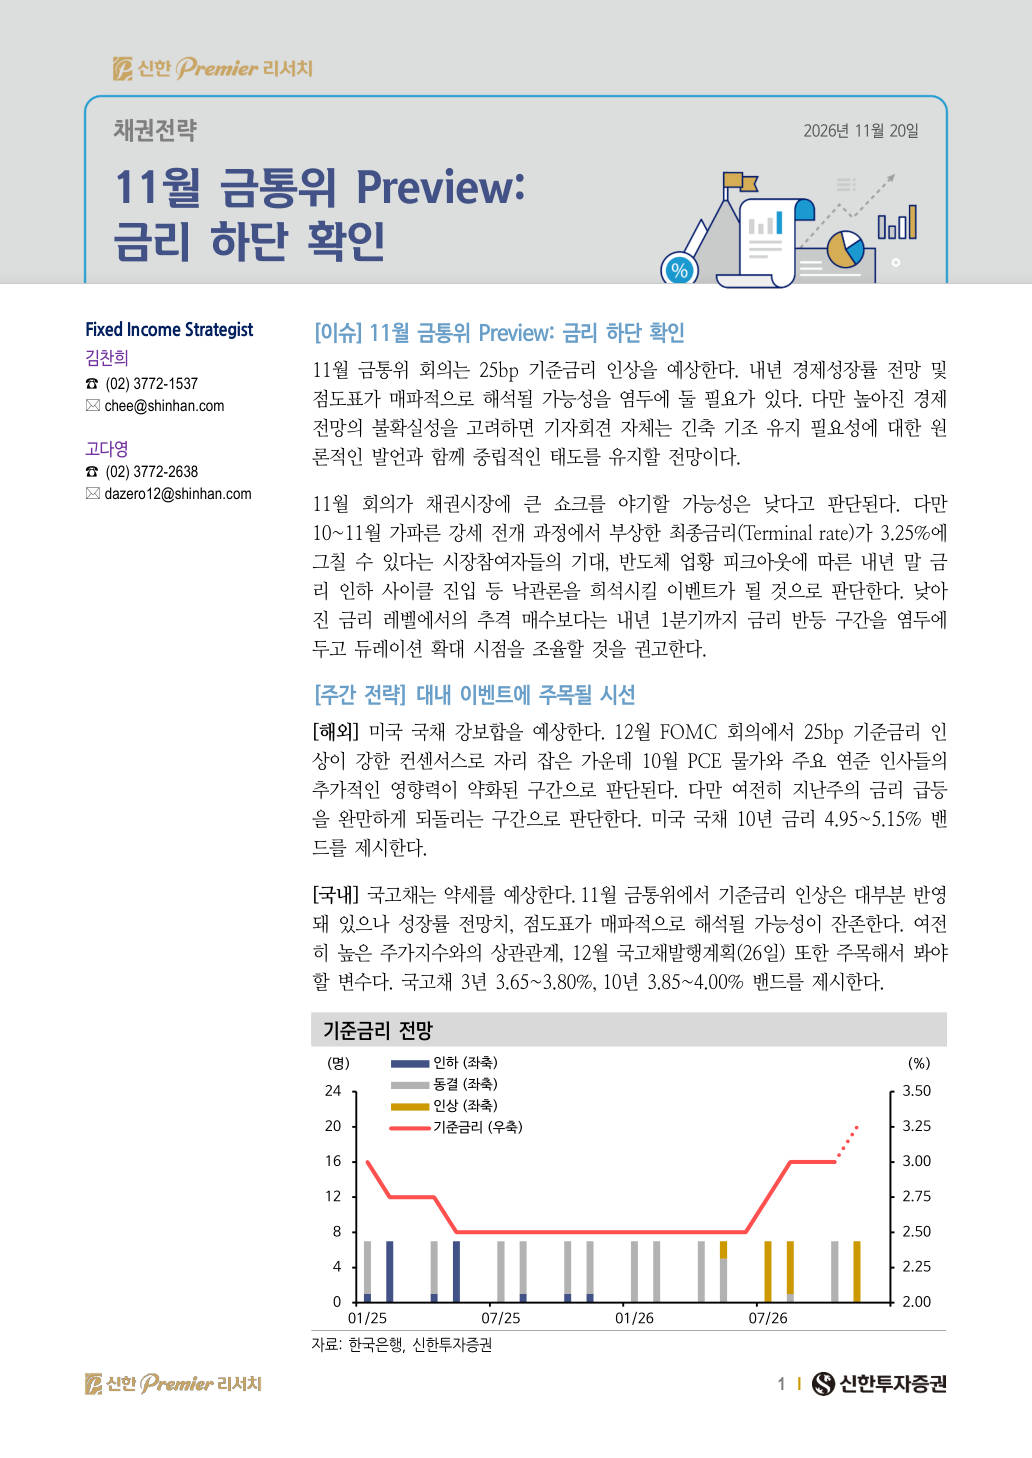 신한 Premier 리서치
채권전략
2026년 11월 20일
11월 금통위 Preview:
금리 하단 확인
%
Fixed Income Strategist
김찬희
☎ (02) 3772-1537
✉ chee@shinhan.com
고다영
☎ (02) 3772-2638
✉ dazero12@shinhan.com
[이슈] 11월 금통위 Preview: 금리 하단 확인
11월 금통위 회의는 25bp 기준금리 인상을 예상한다. 내년 경제성장률 전망 및
점도표가 매파적으로 해석될 가능성을 염두에 둘 필요가 있다. 다만 높아진 경제
전망의 불확실성을 고려하면 기자회견 자체는 긴축 기조 유지 필요성에 대한 원
론적인 발언과 함께 중립적인 태도를 유지할 전망이다.
11월 회의가 채권시장에 큰 쇼크를 야기할 가능성은 낮다고 판단된다. 다만
10~11월 가파른 강세 전개 과정에서 부상한 최종금리(Terminal rate)가 3.25%에
그칠 수 있다는 시장참여자들의 기대, 반도체 업황 피크아웃에 따른 내년 말 금
리 인하 사이클 진입 등 낙관론을 희석시킬 이벤트가 될 것으로 판단한다. 낮아
진 금리 레벨에서의 추격 매수보다는 내년 1분기까지 금리 반등 구간을 염두에
두고 듀레이션 확대 시점을 조율할 것을 권고한다.
[주간 전략] 대내 이벤트에 주목될 시선
[해외] 미국 국채 강보합을 예상한다. 12월 FOMC 회의에서 25bp 기준금리 인
상이 강한 컨센서스로 자리 잡은 가운데 10월 PCE 물가와 주요 연준 인사들의
추가적인 영향력이 약화된 구간으로 판단된다. 다만 여전히 지난주의 금리 급등
을 완만하게 되돌리는 구간으로 판단한다. 미국 국채 10년 금리 4.95~5.15% 밴
드를 제시한다.
[국내] 국고채는 약세를 예상한다. 11월 금통위에서 기준금리 인상은 대부분 반영
돼 있으나 성장률 전망치, 점도표가 매파적으로 해석될 가능성이 잔존한다. 여전
히 높은 주가지수와의 상관관계, 12월 국고채발행계획(26일) 또한 주목해서 봐야
할 변수다. 국고채 3년 3.65~3.80%, 10년 3.85~4.00% 밴드를 제시한다.
기준금리 전망
(명)
(%)
인하 (좌축)
동결 (좌축)
인상 (좌축)
기준금리 (우축)
24
20
16
12
8
4
0
3.50
3.25
3.00
2.75
2.50
2.25
2.00
01/25
07/25
01/26
07/26
자료: 한국은행, 신한투자증권
신한 Premier 리서치
1 | 신한투자증권